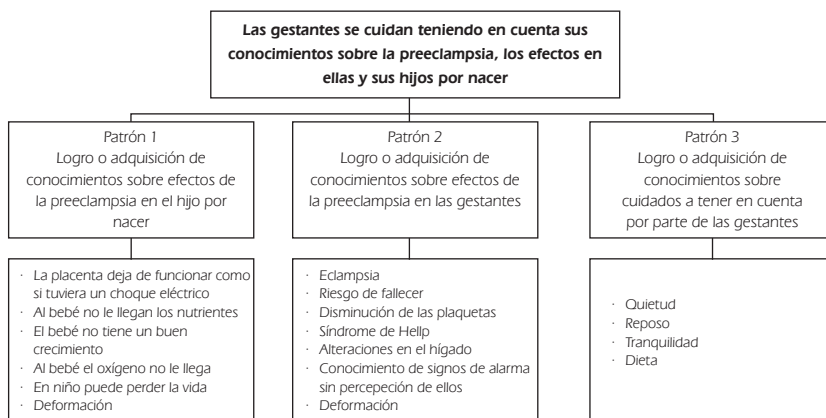 Las gestantes se cuidan teniendo en cuenta sus
conocimientos sobre la preeclampsia, los efectos en
ellas y sus hijos por nacer
Patrón 1
Logro o adquisición de
conocimientos sobre efectos de
la preeclampsia en el hijo por
nacer
Patrón 2
Logro o adquisición de
conocimientos sobre efectos de
la preeclampsia en las gestantes
Patrón 3
Logro o adquisición de
conocimientos sobre
cuidados a tener en cuenta
por parte de las gestantes
· La placenta deja de funcionar como
si tuviera un choque eléctrico
· Al bebé no le llegan los nutrientes
· El bebé no tiene un buen
crecimiento
· Al bebé el oxígeno no le llega
· En niño puede perder la vida
· Deformación
· Eclampsia
· Riesgo de fallecer
· Disminución de las plaquetas
· Síndrome de Hellp
· Alteraciones en el hígado
· Conocimiento de signos de alarma
sin percepeción de ellos
· Deformación
· Quietud
· Reposo
· Tranquilidad
· Dieta